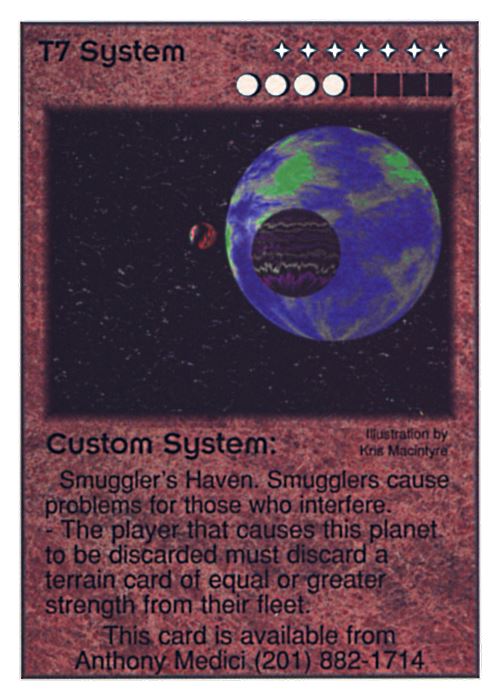 T7 System
Custom System:
Illustration by
Kris Macintyre
Smuggler's Haven. Smugglers cause
problems for those who interfere.
- The player that causes this planet
to be discarded must discard a
terrain card of equal or greater
strength from their fleet.
This card is available from
Anthony Medici (201) 882-1714